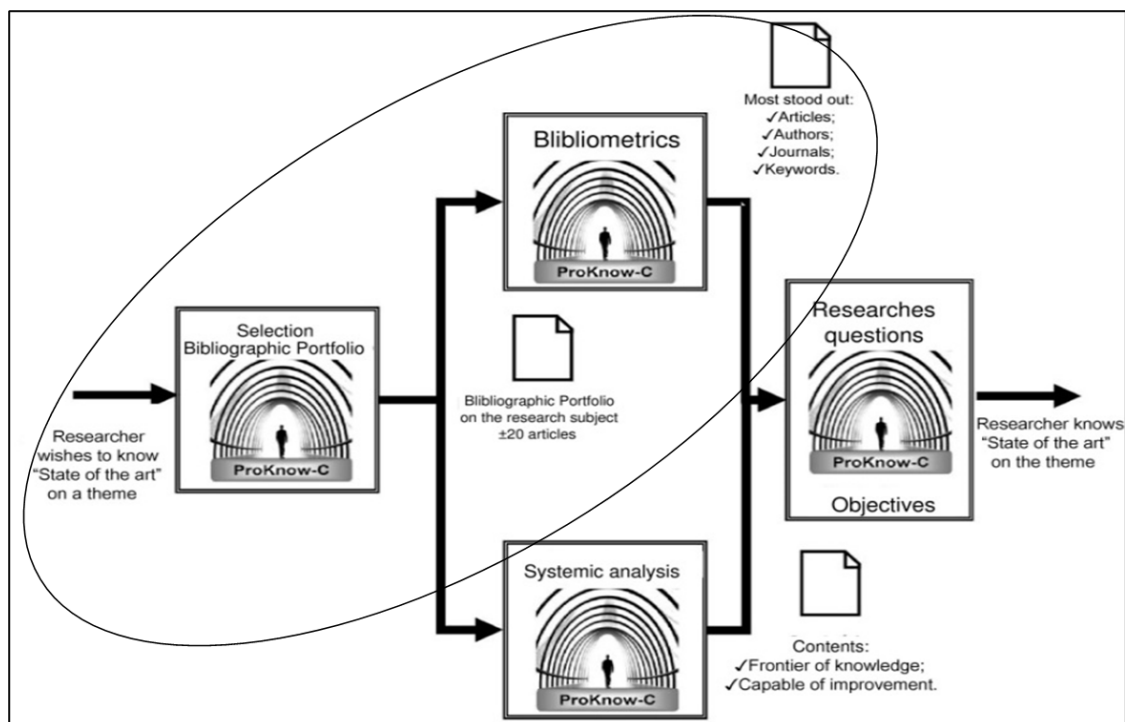 Most stood out:
✓Articles;
✓Authors;
✓Journals;
✓Keywords.
Blibliometrics
ProKnow-C
Selection
Bibliographic Portfolio
ProKnow-C
Researcher
wishes to know
“State of the art”
on a theme
Blibliographic Portfolio
on the research subject
±20 articles
Researches
questions
ProKnow-C
Objectives
Researcher knows
“State of the art”
on the theme
Systemic analysis
ProKnow-C
Contents:
✓Frontier of knowledge;
✓Capable of improvement.